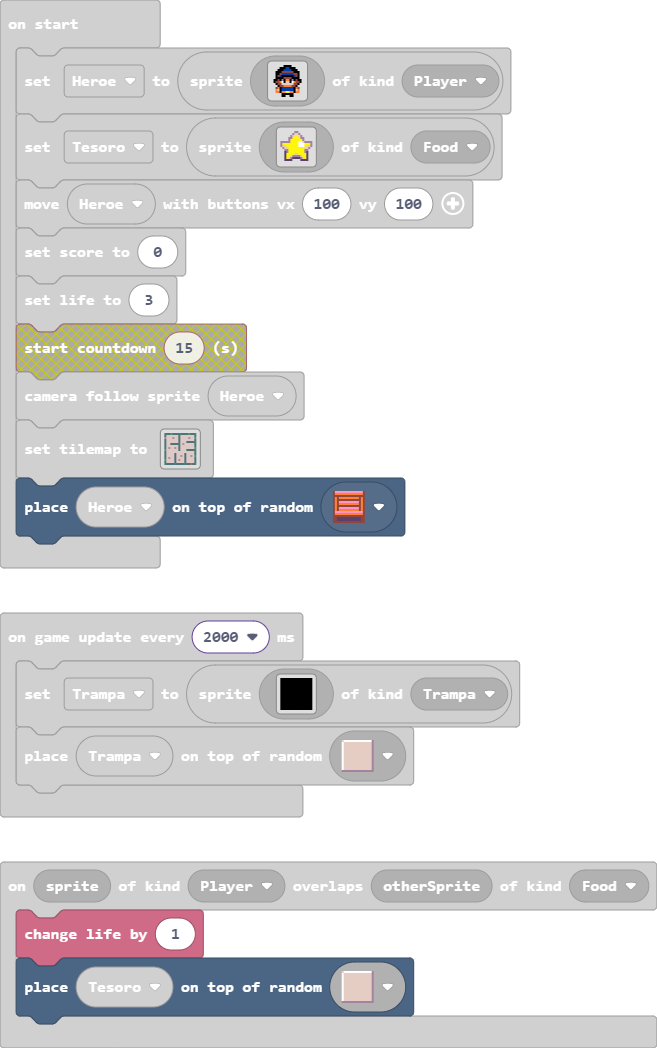 on start
set Heroe to sprite of kind Player
set Tesoro to sprite of kind Food
move Heroe with buttons vx 100 vy 100
set score to 0
set life to 3
start countdown 15 (s)
camera follow sprite Heroe
set tilemap to
place Heroe on top of random
on game update every 2000 ms
set Trampa to sprite of kind Trampa
place Trampa on top of random
on sprite of kind Player overlaps otherSprite of kind Food
change life by 1
place Tesoro on top of random